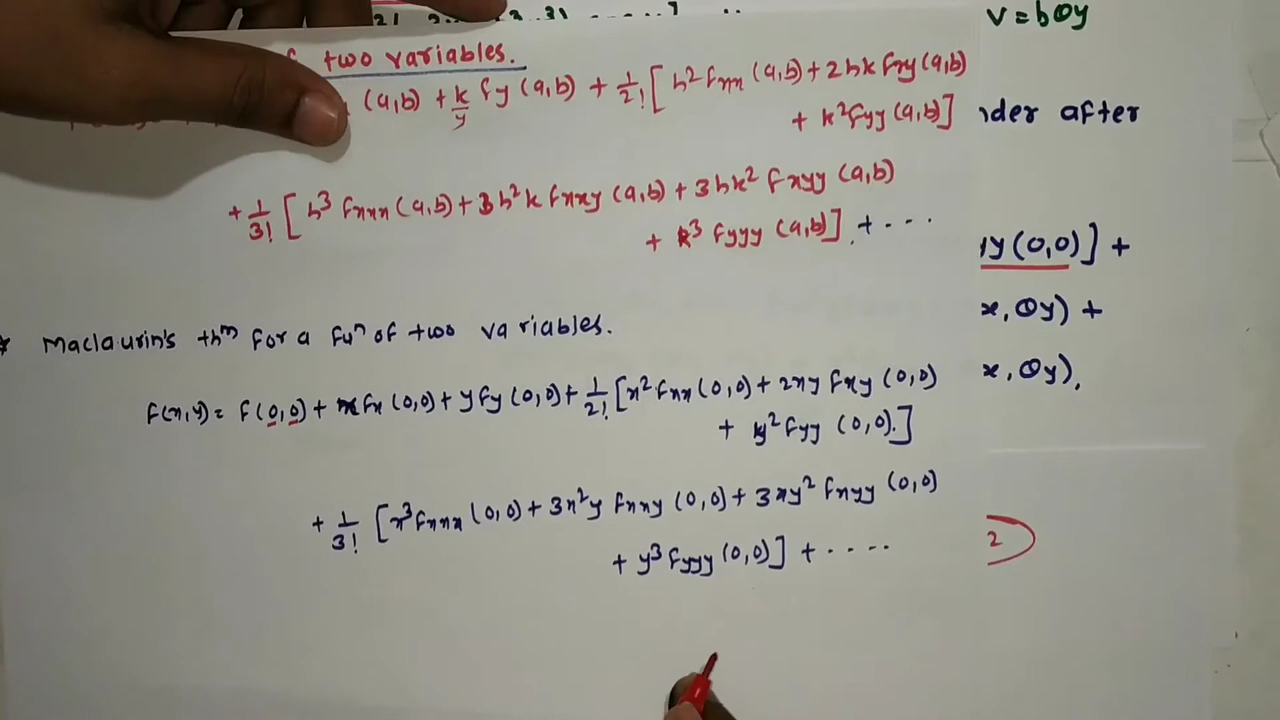 V = bθy
two variables.
(a,b) + k/y fy (a,b) + 1/2! [ h² fxx (a,b) + 2hk fxy (a,b)
+ k² fyy (a,b) ]
der after
+ 1/3! [ h³ fxxx (a,b) + 3h²k fxxy (a,b) + 3hk² fxyy (a,b)
+ k³ fyyy (a,b) ] + ...
y (0,0) ] +
* Maclaurin's thm for a fun of two variables.
x, θy) +
x, θy),
f(x,y) = f(0,0) + x fx (0,0) + y fy (0,0) + 1/2! [ x² fxx (0,0) + 2xy fxy (0,0)
+ y² fyy (0,0). ]
+ 1/3! [ x³ fxxx (0,0) + 3x²y fxxy (0,0) + 3xy² fxyy (0,0)
+ y³ fyyy (0,0) ] + ....
2